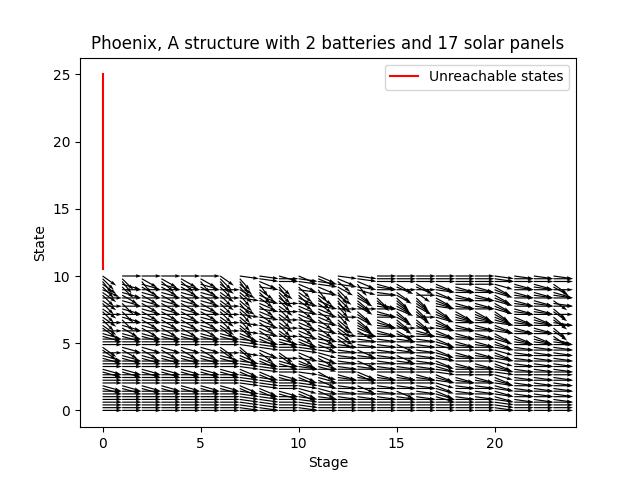 Phoenix, A structure with 2 batteries and 17 solar panels
Unreachable states
25
20
15
10
5
0
State
0 5 10 15 20
Stage